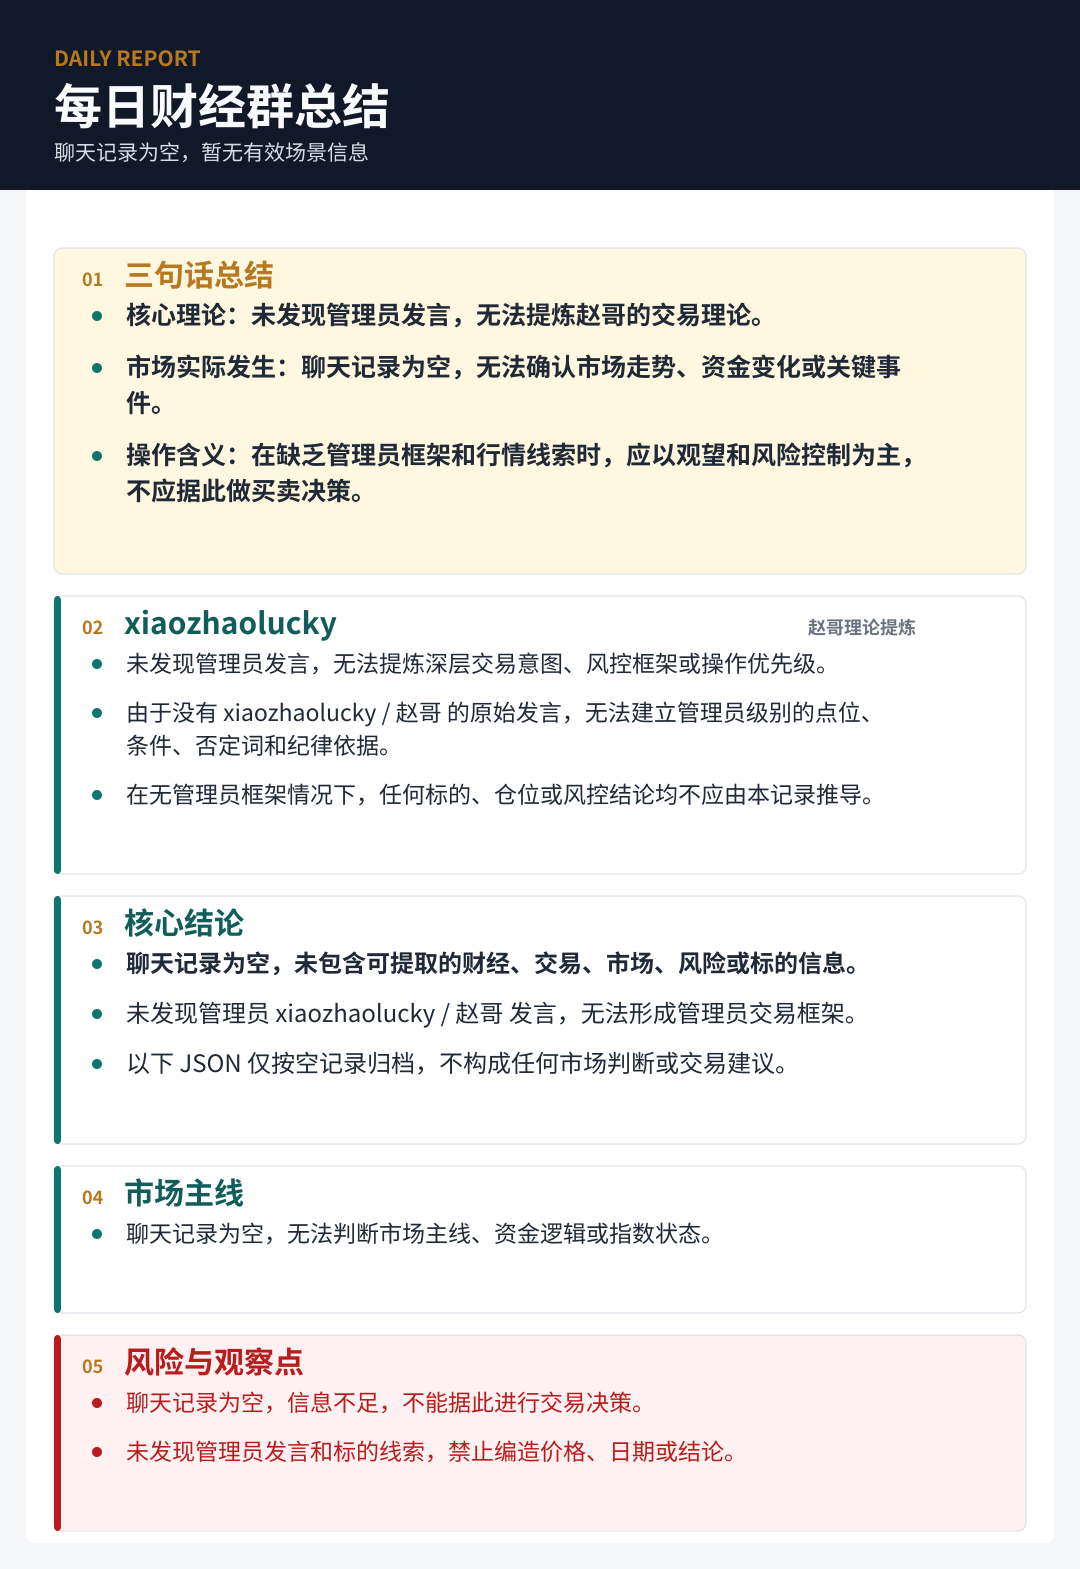 DAILY REPORT
每日财经群总结
聊天记录为空，暂无有效场景信息
01 三句话总结
核心理论：未发现管理员发言，无法提炼赵哥的交易理论。
市场实际发生：聊天记录为空，无法确认市场走势、资金变化或关键事
件。
操作含义：在缺乏管理员框架和行情线索时，应以观望和风险控制为主，
不应据此做买卖决策。
02 xiaozhaolucky 赵哥理论提炼
未发现管理员发言，无法提炼深层交易意图、风控框架或操作优先级。
由于没有 xiaozhaolucky / 赵哥 的原始发言，无法建立管理员级别的点位、
条件、否定词和纪律依据。
在无管理员框架情况下，任何标的、仓位或风控结论均不应由本记录推导。
03 核心结论
聊天记录为空，未包含可提取的财经、交易、市场、风险或标的信息。
未发现管理员 xiaozhaolucky / 赵哥 发言，无法形成管理员交易框架。
以下 JSON 仅按空记录归档，不构成任何市场判断或交易建议。
04 市场主线
聊天记录为空，无法判断市场主线、资金逻辑或指数状态。
05 风险与观察点
聊天记录为空，信息不足，不能据此进行交易决策。
未发现管理员发言和标的线索，禁止编造价格、日期或结论。